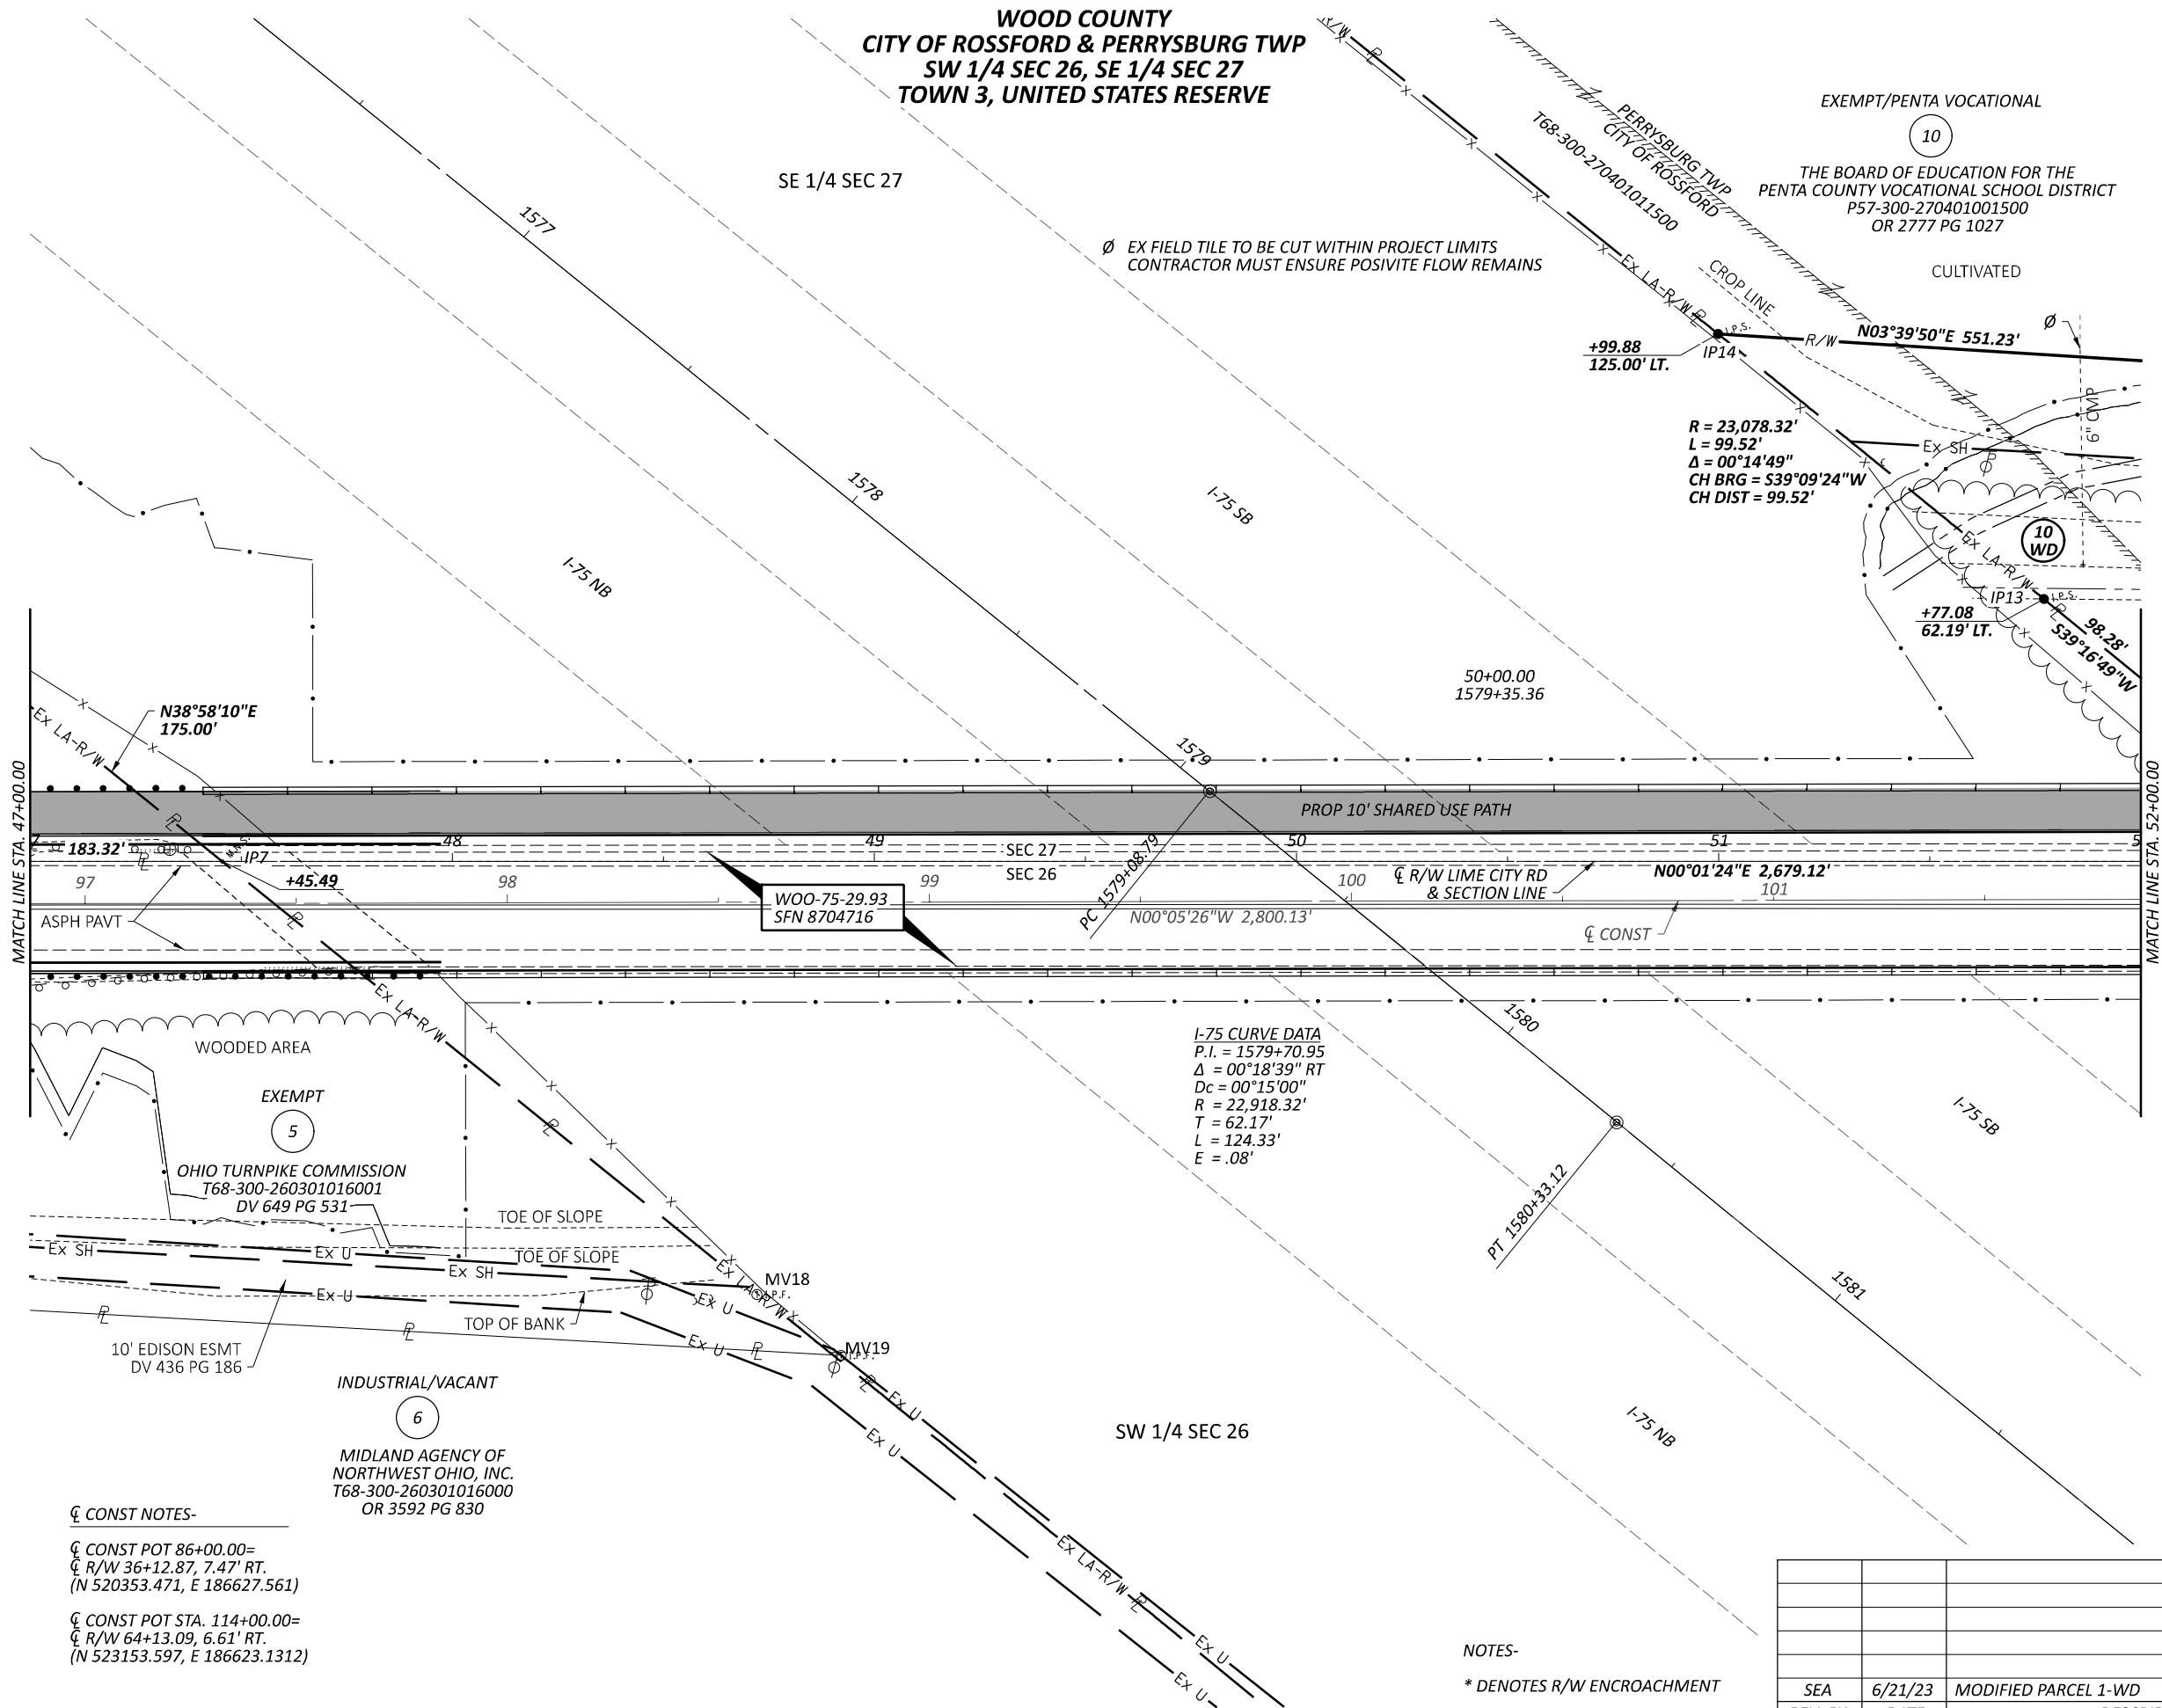 WOOD COUNTY
CITY OF ROSSFORD & PERRYSBURG TWP
SW 1/4 SEC 26, SE 1/4 SEC 27
TOWN 3, UNITED STATES RESERVE
R/W
SE 1/4 SEC 27
1577
1578
1579
I-75 NB
I-75 SB
Ø EX FIELD TILE TO BE CUT WITHIN PROJECT LIMITS
CONTRACTOR MUST ENSURE POSIVITE FLOW REMAINS
T68-300-270401011500
PERRYSBURG TWP
CITY OF ROSSFORD
EXEMPT/PENTA VOCATIONAL
10
THE BOARD OF EDUCATION FOR THE
PENTA COUNTY VOCATIONAL SCHOOL DISTRICT
P57-300-270401001500
OR 2777 PG 1027
CULTIVATED
CROP LINE
Ex LA-R/W
I.P.S.
IP14
+99.88
125.00' LT.
R/W
N03°39'50"E 551.23'
Ø
6" CMP
R = 23,078.32'
L = 99.52'
Δ = 00°14'49"
CH BRG = S39°09'24"W
CH DIST = 99.52'
Ex SH
10
WD
Ex LA-R/W
IP13
I.P.S.
+77.08
62.19' LT.
98.28'
S39°16'49"W
50+00.00
1579+35.36
MATCH LINE STA. 47+00.00
MATCH LINE STA. 52+00.00
N38°58'10"E
175.00'
Ex LA-R/W
PROP 10' SHARED USE PATH
183.32'
M.N.S.
IP7
+45.49
48
49
50
51
5
SEC 27
SEC 26
97
98
99
100
101
℄ R/W LIME CITY RD
& SECTION LINE
N00°01'24"E 2,679.12'
ASPH PAVT
WOO-75-29.93
SFN 8704716
PC 1579+08.79
N00°05'26"W 2,800.13'
℄ CONST
Ex LA-R/W
WOODED AREA
EXEMPT
5
OHIO TURNPIKE COMMISSION
T68-300-260301016001
DV 649 PG 531
I-75 CURVE DATA
P.I. = 1579+70.95
Δ = 00°18'39" RT
Dc = 00°15'00"
R = 22,918.32'
T = 62.17'
L = 124.33'
E = .08'
1580
PT 1580+33.12
1581
I-75 SB
I-75 NB
TOE OF SLOPE
TOE OF SLOPE
Ex SH
Ex U
Ex SH
Ex U
Ex LA-R/W
MV18
I.P.F.
Ex U
TOP OF BANK
Ex U
MV19
I.P.F.
10' EDISON ESMT
DV 436 PG 186
INDUSTRIAL/VACANT
6
MIDLAND AGENCY OF
NORTHWEST OHIO, INC.
T68-300-260301016000
OR 3592 PG 830
Ex U
Ex U
SW 1/4 SEC 26
Ex LA-R/W
Ex U
Ex U
℄ CONST NOTES-
℄ CONST POT 86+00.00=
℄ R/W 36+12.87, 7.47' RT.
(N 520353.471, E 186627.561)
℄ CONST POT STA. 114+00.00=
℄ R/W 64+13.09, 6.61' RT.
(N 523153.597, E 186623.1312)
NOTES-
* DENOTES R/W ENCROACHMENT
SEA 6/21/23 MODIFIED PARCEL 1-WD